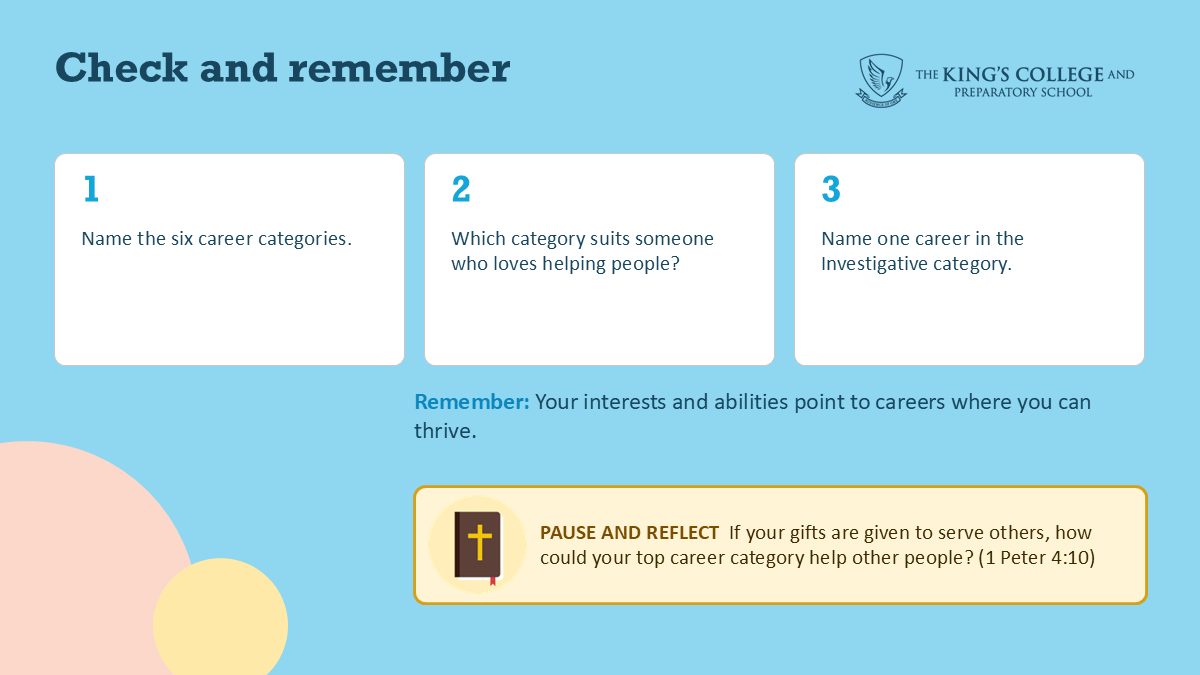 Check and remember
THE KING'S COLLEGE AND
PREPARATORY SCHOOL
1
Name the six career categories.
2
Which category suits someone
who loves helping people?
3
Name one career in the
Investigative category.
Remember: Your interests and abilities point to careers where you can
thrive.
PAUSE AND REFLECT If your gifts are given to serve others, how
could your top career category help other people? (1 Peter 4:10)